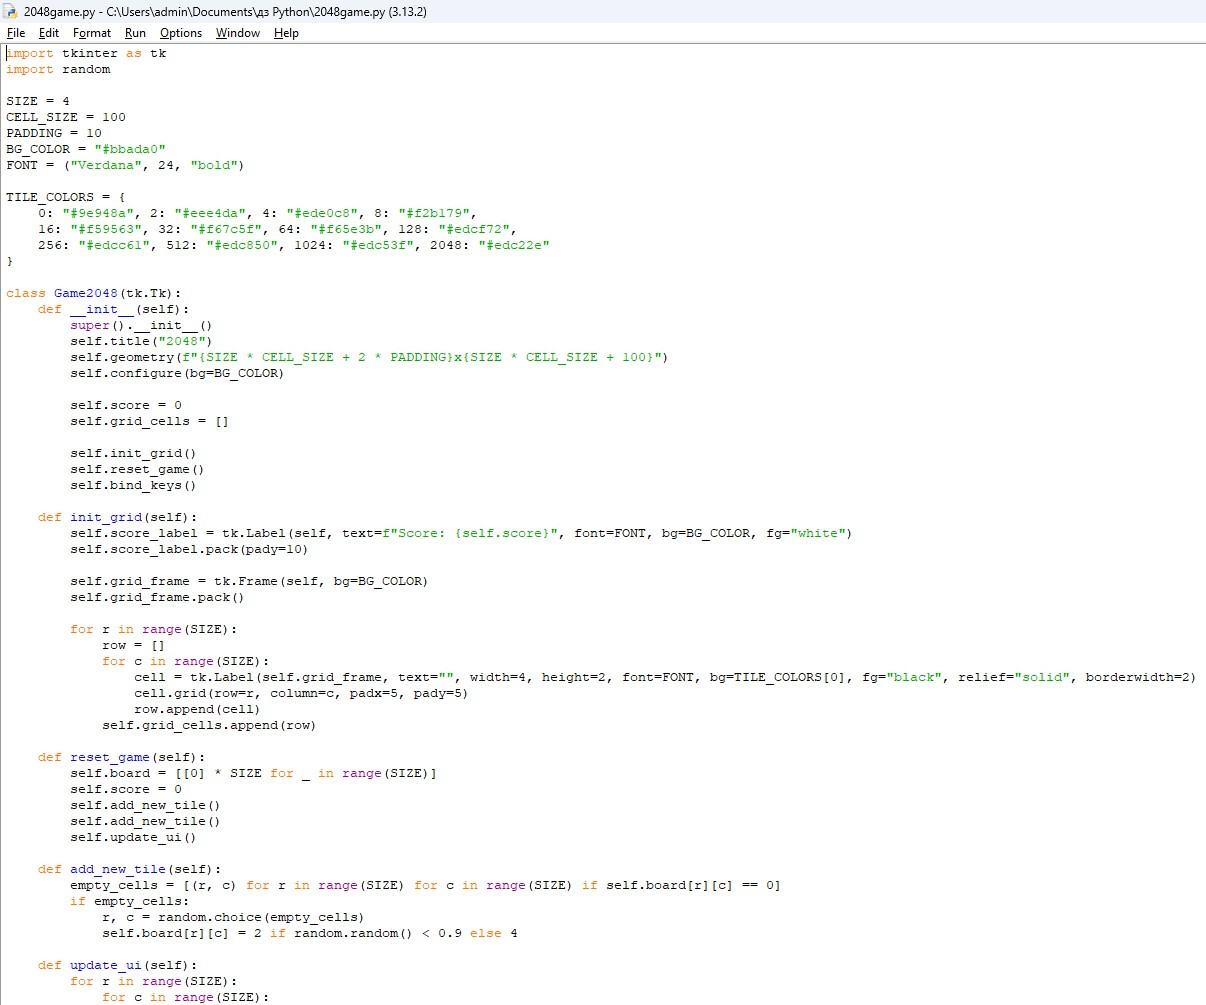 2048game.py - C:\Users\admin\Documents\дз Python\2048game.py (3.13.2)
File Edit Format Run Options Window Help
import tkinter as tk
import random

SIZE = 4
CELL_SIZE = 100
PADDING = 10
BG_COLOR = "#bbada0"
FONT = ("Verdana", 24, "bold")

TILE_COLORS = {
    0: "#9e948a", 2: "#eee4da", 4: "#ede0c8", 8: "#f2b179",
    16: "#f59563", 32: "#f67c5f", 64: "#f65e3b", 128: "#edcf72",
    256: "#edcc61", 512: "#edc850", 1024: "#edc53f", 2048: "#edc22e"
}

class Game2048(tk.Tk):
    def __init__(self):
        super().__init__()
        self.title("2048")
        self.geometry(f"{SIZE * CELL_SIZE + 2 * PADDING}x{SIZE * CELL_SIZE + 100}")
        self.configure(bg=BG_COLOR)

        self.score = 0
        self.grid_cells = []

        self.init_grid()
        self.reset_game()
        self.bind_keys()

    def init_grid(self):
        self.score_label = tk.Label(self, text=f"Score: {self.score}", font=FONT, bg=BG_COLOR, fg="white")
        self.score_label.pack(pady=10)

        self.grid_frame = tk.Frame(self, bg=BG_COLOR)
        self.grid_frame.pack()

        for r in range(SIZE):
            row = []
            for c in range(SIZE):
                cell = tk.Label(self.grid_frame, text="", width=4, height=2, font=FONT, bg=TILE_COLORS[0], fg="black", relief="solid", borderwidth=2)
                cell.grid(row=r, column=c, padx=5, pady=5)
                row.append(cell)
            self.grid_cells.append(row)

    def reset_game(self):
        self.board = [[0] * SIZE for _ in range(SIZE)]
        self.score = 0
        self.add_new_tile()
        self.add_new_tile()
        self.update_ui()

    def add_new_tile(self):
        empty_cells = [(r, c) for r in range(SIZE) for c in range(SIZE) if self.board[r][c] == 0]
        if empty_cells:
            r, c = random.choice(empty_cells)
            self.board[r][c] = 2 if random.random() < 0.9 else 4

    def update_ui(self):
        for r in range(SIZE):
            for c in range(SIZE):